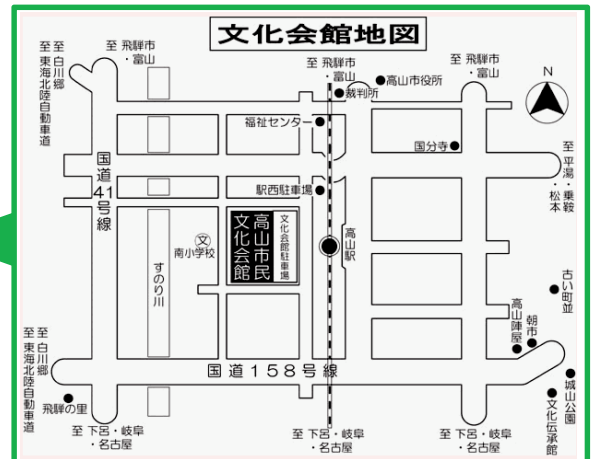 文化会館地図
至 飛騨市
・富山
至 白川郷
至 東海北陸自動車道
至 飛騨市
・富山
高山市役所
裁判所
至 飛騨市
・富山
N
福祉センター
国分寺
国道41号線
駅西駐車場
至 平湯・乗鞍
・松本
文
南小学校
高山市民
文化会館
文化会館駐車場
高山駅
すのり川
古い町並
朝市
高山陣屋
国道158号線
至 白川郷
至 東海北陸自動車道
飛騨の里
城山公園
文化伝承館
至 下呂・岐阜
・名古屋
至 下呂・岐阜
・名古屋
至 下呂・岐阜
・名古屋